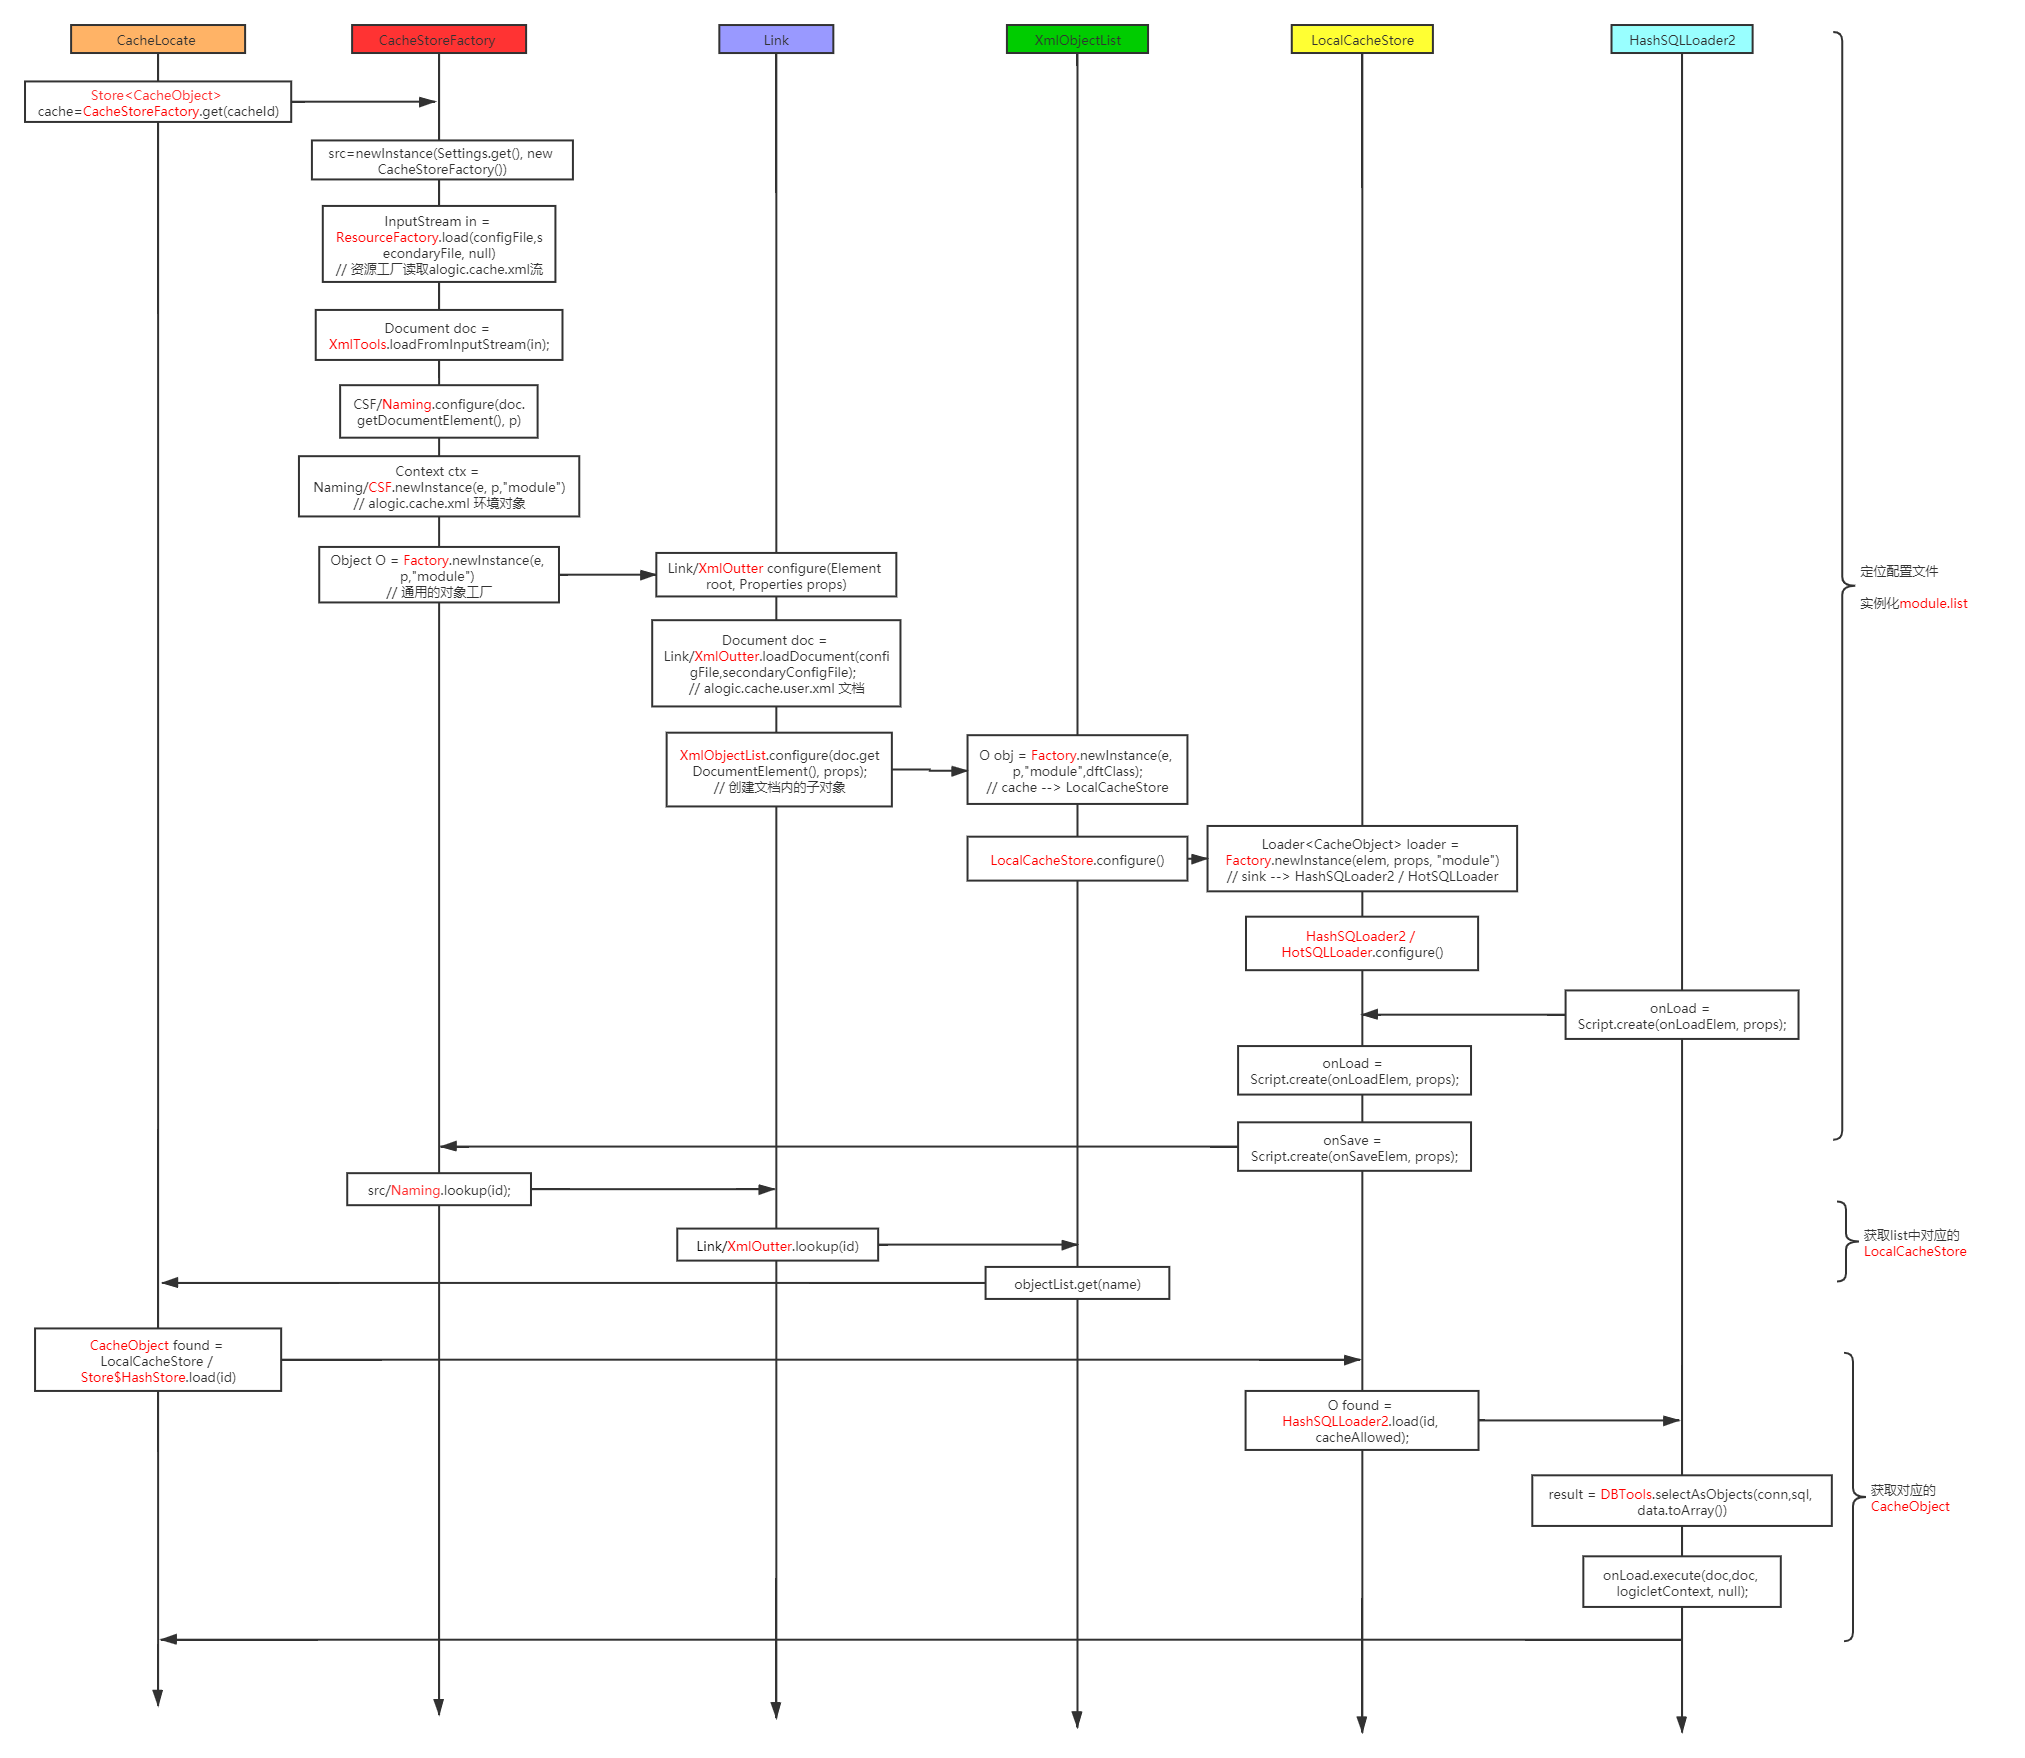 CacheLocate
CacheStoreFactory
Link
XmlObjectList
LocalCacheStore
HashSQLLoader2
Store<CacheObject>
cache=CacheStoreFactory.get(cacheId)
src=newInstance(Settings.get(), new
CacheStoreFactory())
InputStream in =
ResourceFactory.load(configFile,s
econdaryFile, null)
// 资源工厂读取alogic.cache.xml流
Document doc =
XmlTools.loadFromInputStream(in);
CSF/Naming.configure(doc.
getDocumentElement(), p)
Context ctx =
Naming/CSF.newInstance(e, p,"module")
// alogic.cache.xml 环境对象
Object O = Factory.newInstance(e,
p,"module")
// 通用的对象工厂
Link/XmlOutter configure(Element
root, Properties props)
定位配置文件
实例化module.list
Document doc =
Link/XmlOutter.loadDocument(confi
gFile,secondaryConfigFile);
// alogic.cache.user.xml 文档
XmlObjectList.configure(doc.get
DocumentElement(), props);
// 创建文档内的子对象
O obj = Factory.newInstance(e,
p,"module",dftClass);
// cache --> LocalCacheStore
LocalCacheStore.configure()
Loader<CacheObject> loader =
Factory.newInstance(elem, props, "module")
// sink --> HashSQLoader2 / HotSQLLoader
HashSQLoader2 /
HotSQLLoader.configure()
onLoad =
Script.create(onLoadElem, props);
onLoad =
Script.create(onLoadElem, props);
onSave =
Script.create(onSaveElem, props);
src/Naming.lookup(id);
Link/XmlOutter.lookup(id)
获取list中对应的
LocalCacheStore
objectList.get(name)
CacheObject found =
LocalCacheStore /
Store$HashStore.load(id)
O found =
HashSQLLoader2.load(id,
cacheAllowed);
result = DBTools.selectAsObjects(conn,sql,
data.toArray())
获取对应的
CacheObject
onLoad.execute(doc,doc,
logicletContext, null);